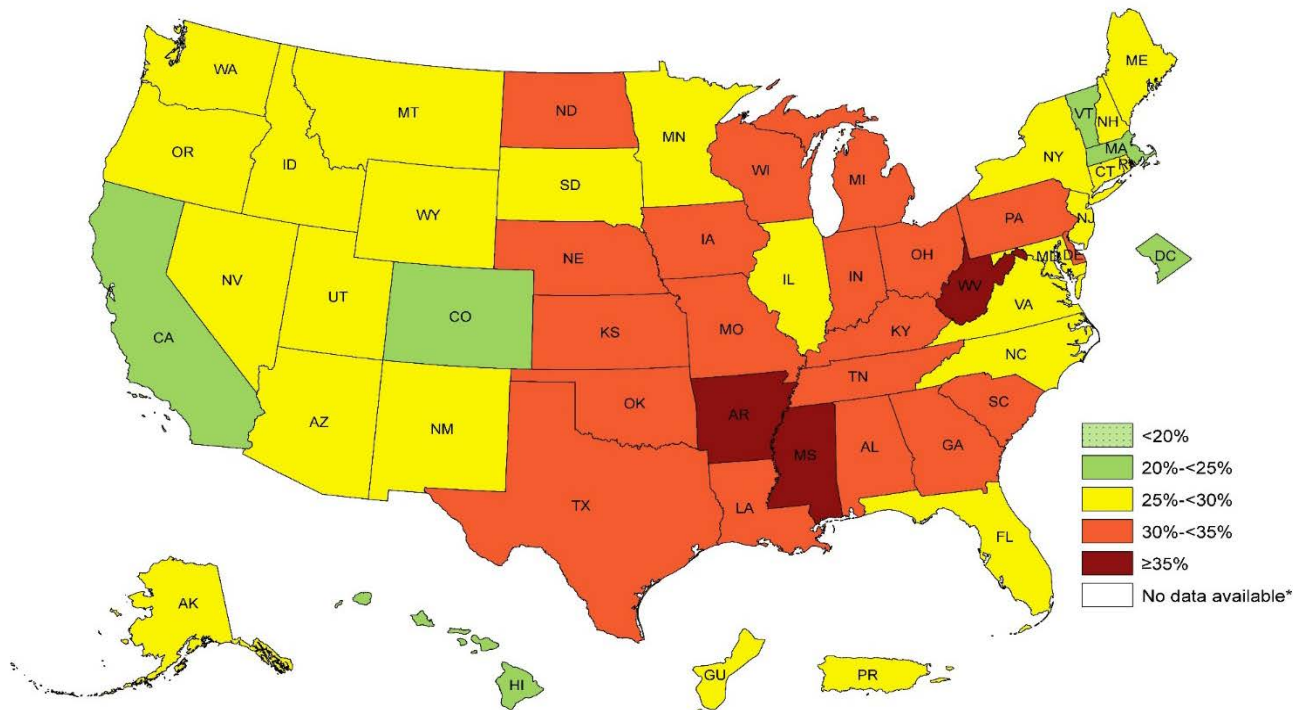 WA
MT
ND
MN
ME
VT
NH
OR
ID
SD
WI
MI
NY
MA
CT
WY
IA
PA
NJ
NE
OH
DE
MD
DC
NV
UT
IL
IN
WV
VA
CA
CO
KS
MO
KY
NC
TN
AZ
NM
OK
AR
SC
MS
AL
GA
TX
LA
FL
AK
HI
GU
PR
<20%
20%-<25%
25%-<30%
30%-<35%
≥35%
No data available*